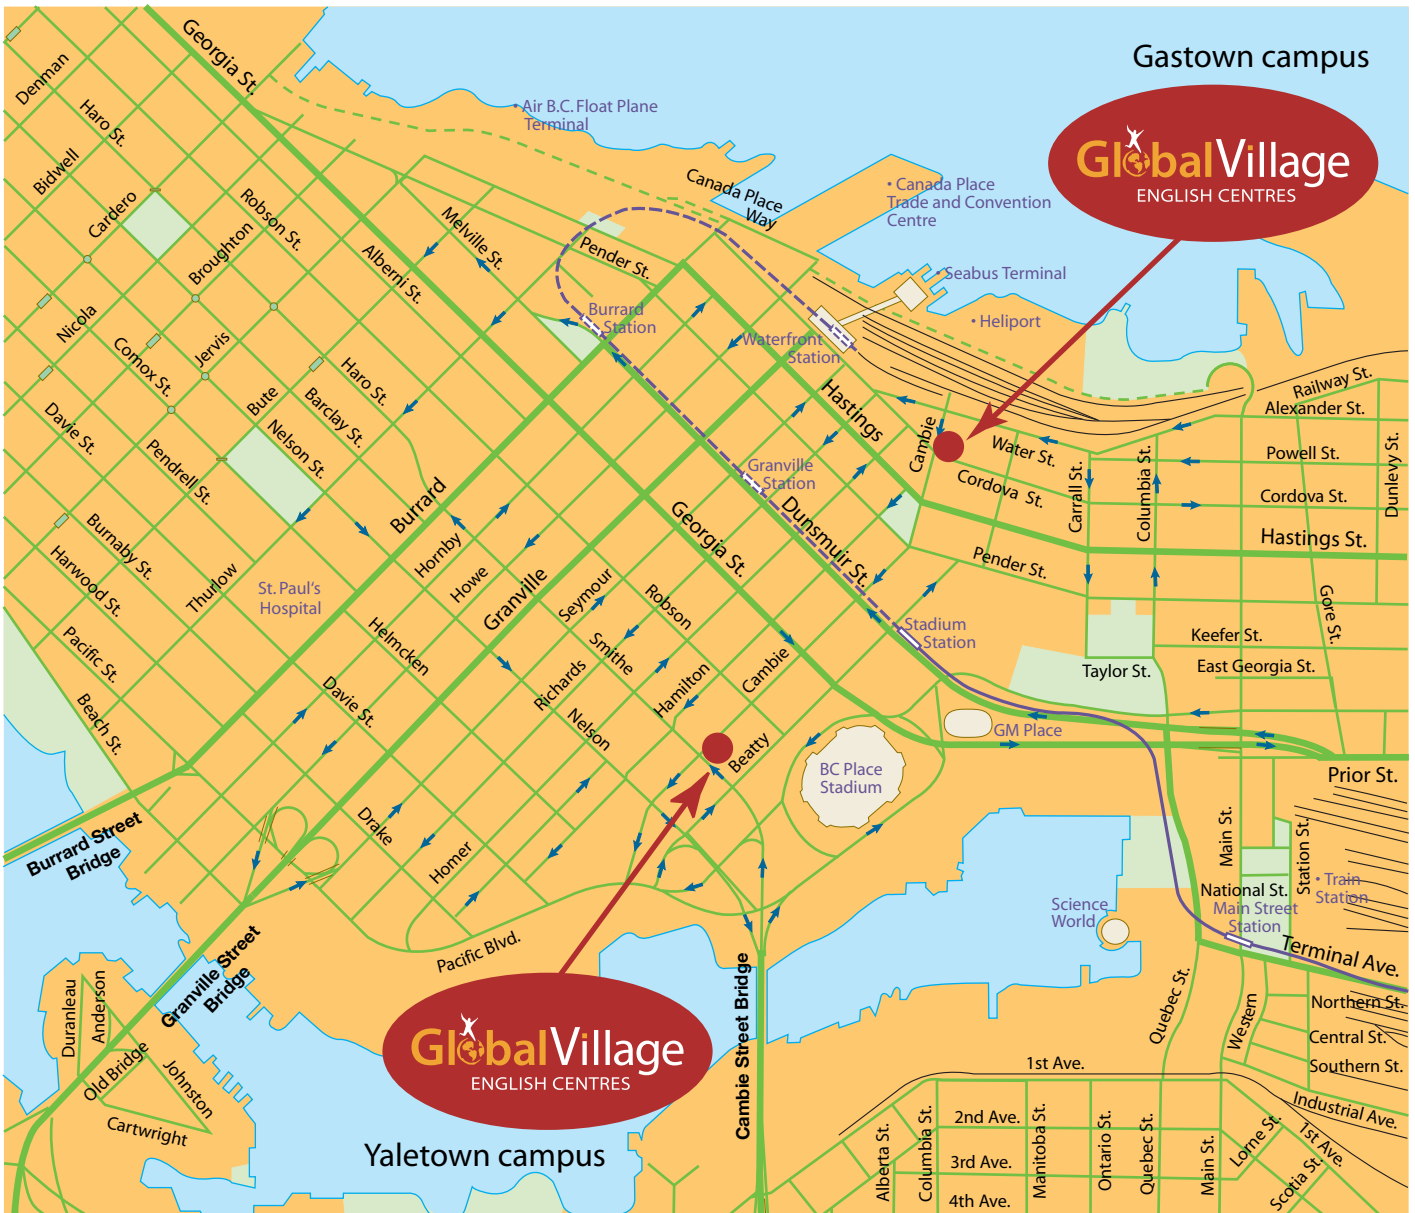 Gastown campus
Global Village
ENGLISH CENTRES
Georgia St.
Denman
Haro St.
Bidwell
Cardero
Robson St.
Broughton
Alberni St.
Melville St.
• Air B.C. Float Plane
Terminal
Canada Place
Way
• Canada Place
Trade and Convention
Centre
• Seabus Terminal
• Heliport
Pender St.
Burrard
Station
Waterfront
Station
Nicola
Comox St.
Jervis
Bute
Haro St.
Barclay St.
Nelson St.
Davie St.
Pendrell St.
Hastings
Cambie
Water St.
Cordova St.
Carrall St.
Columbia St.
Railway St.
Alexander St.
Powell St.
Cordova St.
Dunlevy St.
Hastings St.
Pender St.
Gore St.
Keefer St.
East Georgia St.
Taylor St.
Granville
Station
Dunsmuir St.
Georgia St.
Burrard
Hornby
Howe
Granville
Seymour
Robson
Smithe
Richards
Hamilton
Cambie
Nelson
Beatty
Stadium
Station
GM Place
BC Place
Stadium
Burnaby St.
Harwood St.
Thurlow
St. Paul's
Hospital
Pacific St.
Beach St.
Helmcken
Davie St.
Drake
Homer
Pacific Blvd.
Burrard Street
Bridge
Granville Street
Bridge
Cambie Street Bridge
Prior St.
Main St.
Station St.
National St.
Main Street
Station
• Train
Station
Science
World
Terminal Ave.
Quebec St.
Western
Northern St.
Central St.
Southern St.
Industrial Ave.
1st Ave.
1st Ave.
2nd Ave.
3rd Ave.
4th Ave.
Alberta St.
Columbia St.
Manitoba St.
Ontario St.
Quebec St.
Main St.
Lorne St.
Scotia St.
Duranleau
Anderson
Old Bridge
Johnston
Cartwright
Global Village
ENGLISH CENTRES
Yaletown campus